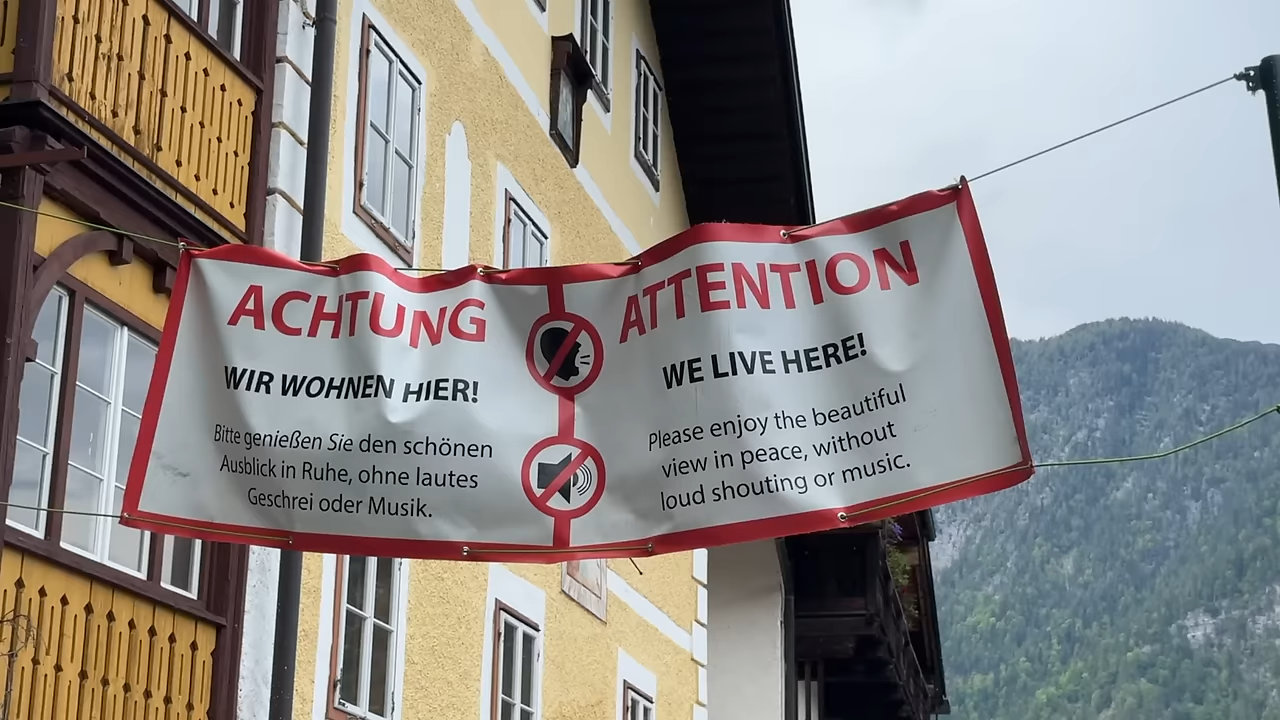 ACHTUNG
WIR WOHNEN HIER!
Bitte genießen Sie den schönen
Ausblick in Ruhe, ohne lautes
Geschrei oder Musik.
ATTENTION
WE LIVE HERE!
Please enjoy the beautiful
view in peace, without
loud shouting or music.